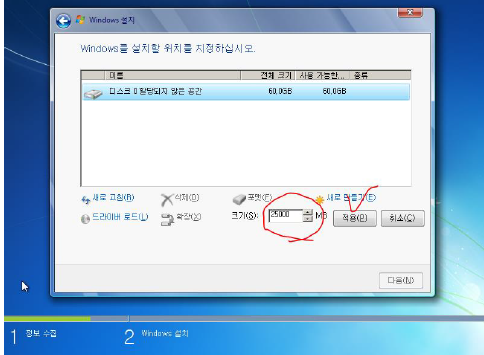 Windows 설치
Windows를 설치할 위치를 지정하십시오.
이름 전체 크기 사용 가능한... 종류
디스크 0 할당되지 않은 공간 60.0GB 60.0GB
새로 고침(R) 삭제(D) 포맷(F) 새로 만들기(E)
드라이버 로드(L) 확장(X) 크기(S): 25000 MB 적용(P) 취소(C)
다음(N)
1 정보 수집 2 Windows 설치